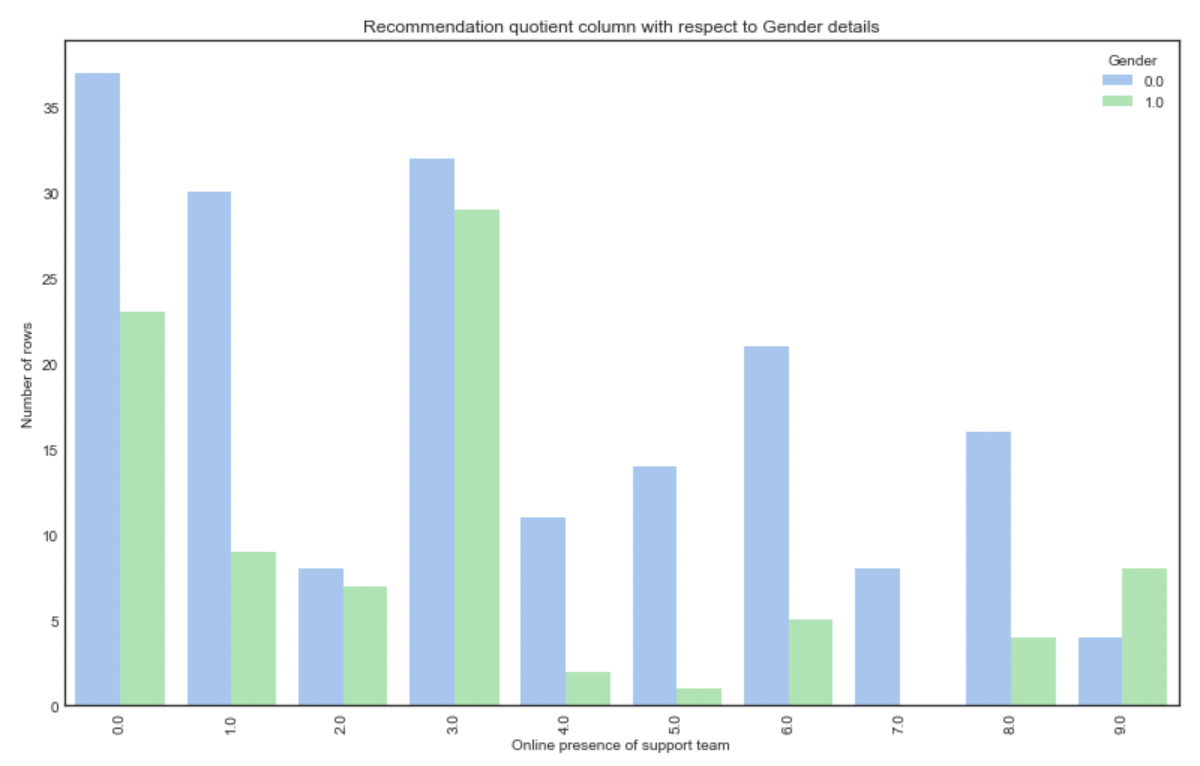 Recommendation quotient column with respect to Gender details
Gender
0.0
1.0
35
30
25
20
15
10
5
0
Number of rows
0.0 1.0 2.0 3.0 4.0 5.0 6.0 7.0 8.0 9.0
Online presence of support team